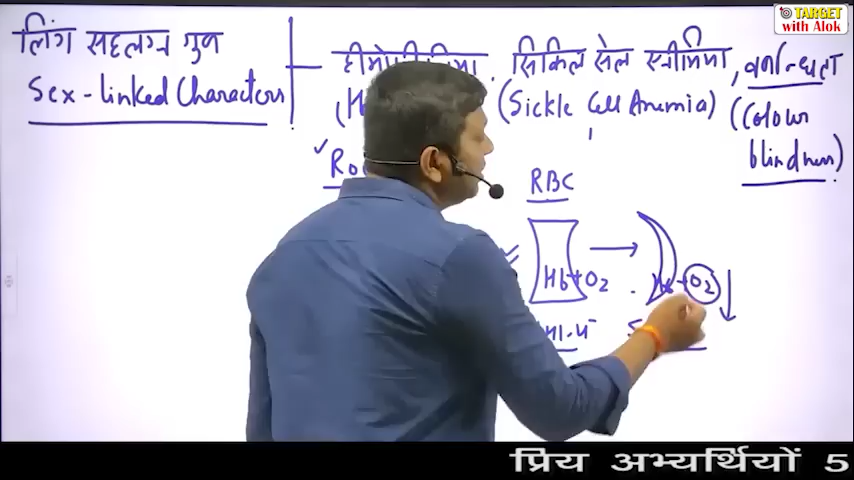 TARGET
with Alok
लिंग सहलग्न गुण
Sex-linked Characters
हीमोफीलिया, सिकिल सेल एनीमिया, वर्णान्धता
(Sickle Cell Anemia) (Colour
blindness)
RBC
Hb+O₂
+O₂
प्रिय अभ्यर्थियों 5